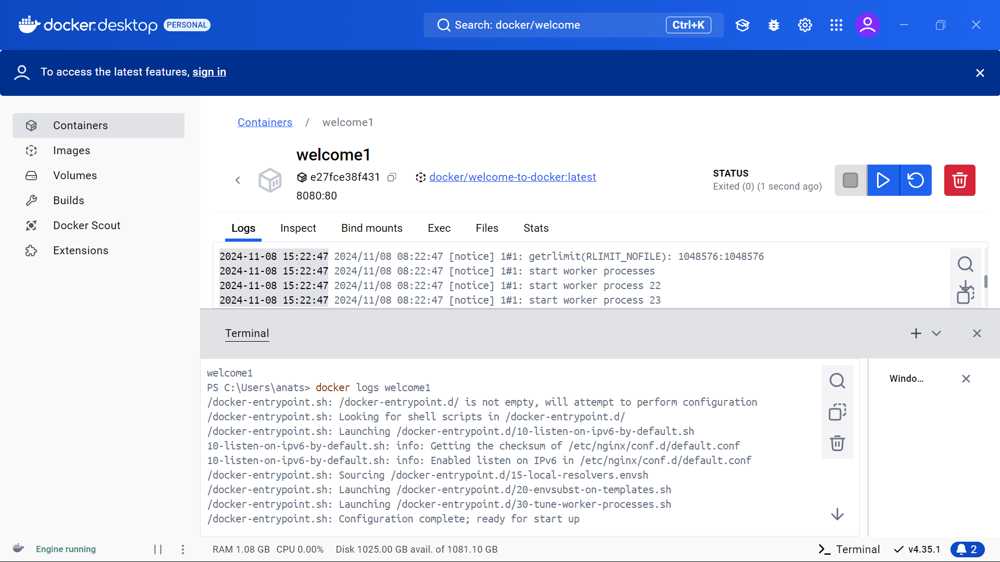 docker desktop PERSONAL
Search: docker/welcome Ctrl+K
To access the latest features, sign in
Containers
Images
Volumes
Builds
Docker Scout
Extensions
Containers / welcome1
welcome1
e27fce38f431 docker/welcome-to-docker:latest
8080:80
STATUS
Exited (0) (1 second ago)
Logs Inspect Bind mounts Exec Files Stats
2024-11-08 15:22:47 2024/11/08 08:22:47 [notice] 1#1: getrlimit(RLIMIT_NOFILE): 1048576:1048576
2024-11-08 15:22:47 2024/11/08 08:22:47 [notice] 1#1: start worker processes
2024-11-08 15:22:47 2024/11/08 08:22:47 [notice] 1#1: start worker process 22
2024-11-08 15:22:47 2024/11/08 08:22:47 [notice] 1#1: start worker process 23
Terminal
welcome1
PS C:\Users\anats> docker logs welcome1
/docker-entrypoint.sh: /docker-entrypoint.d/ is not empty, will attempt to perform configuration
/docker-entrypoint.sh: Looking for shell scripts in /docker-entrypoint.d/
/docker-entrypoint.sh: Launching /docker-entrypoint.d/10-listen-on-ipv6-by-default.sh
10-listen-on-ipv6-by-default.sh: info: Getting the checksum of /etc/nginx/conf.d/default.conf
10-listen-on-ipv6-by-default.sh: info: Enabled listen on IPv6 in /etc/nginx/conf.d/default.conf
/docker-entrypoint.sh: Sourcing /docker-entrypoint.d/15-local-resolvers.envsh
/docker-entrypoint.sh: Launching /docker-entrypoint.d/20-envsubst-on-templates.sh
/docker-entrypoint.sh: Launching /docker-entrypoint.d/30-tune-worker-processes.sh
/docker-entrypoint.sh: Configuration complete; ready for start up
Windo...
Engine running
RAM 1.08 GB CPU 0.00% Disk 1025.00 GB avail. of 1081.10 GB
Terminal v4.35.1 2